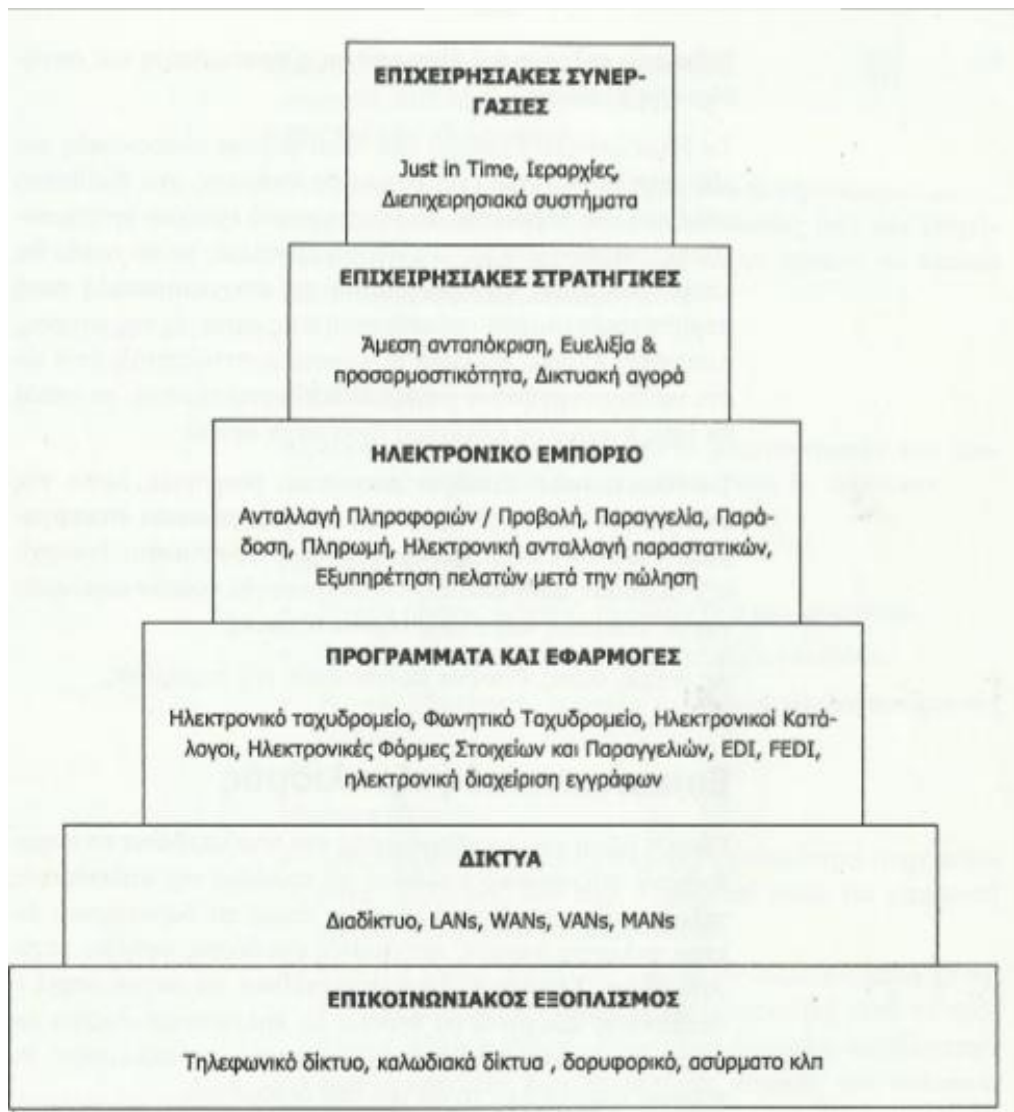 ΕΠΙΧΕΙΡΗΣΙΑΚΕΣ ΣΥΝΕΡ-
ΓΑΣΙΕΣ
Just in Time, Ιεραρχίες,
Διεπιχειρησιακά συστήματα
ΕΠΙΧΕΙΡΗΣΙΑΚΕΣ ΣΤΡΑΤΗΓΙΚΕΣ
Άμεση ανταπόκριση, Ευελιξία &
προσαρμοστικότητα, Δικτυακή αγορά
ΗΛΕΚΤΡΟΝΙΚΟ ΕΜΠΟΡΙΟ
Ανταλλαγή Πληροφοριών / Προβολή, Παραγγελία, Παρά-
δοση, Πληρωμή, Ηλεκτρονική ανταλλαγή παραστατικών,
Εξυπηρέτηση πελατών μετά την πώληση
ΠΡΟΓΡΑΜΜΑΤΑ ΚΑΙ ΕΦΑΡΜΟΓΕΣ
Ηλεκτρονικό ταχυδρομείο, Φωνητικό Ταχυδρομείο, Ηλεκτρονικοί Κατά-
λογοι, Ηλεκτρονικές Φόρμες Στοιχείων και Παραγγελιών, EDI, FEDI,
ηλεκτρονική διαχείριση εγγράφων
ΔΙΚΤΥΑ
Διαδίκτυο, LANs, WANs, VANs, MANs
ΕΠΙΚΟΙΝΩΝΙΑΚΟΣ ΕΞΟΠΛΙΣΜΟΣ
Τηλεφωνικό δίκτυο, καλωδιακά δίκτυα , δορυφορικό, ασύρματο κλπ